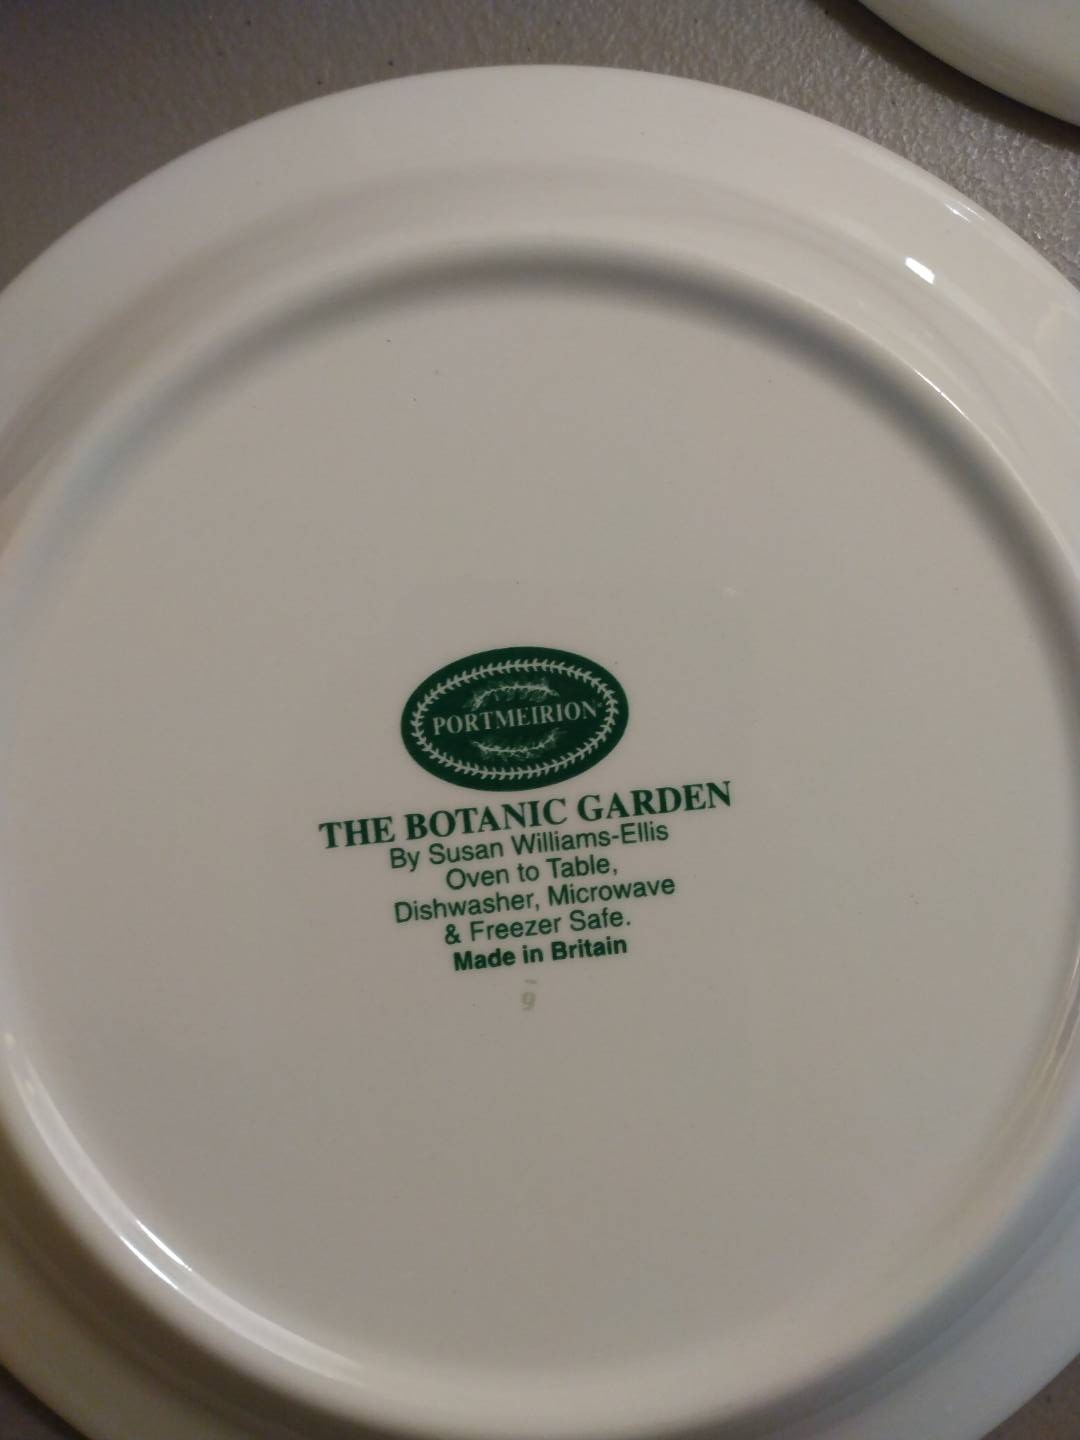 PORTMEIRION®
THE BOTANIC GARDEN
By Susan Williams-Ellis
Oven to Table,
Dishwasher, Microwave
& Freezer Safe.
Made in Britain